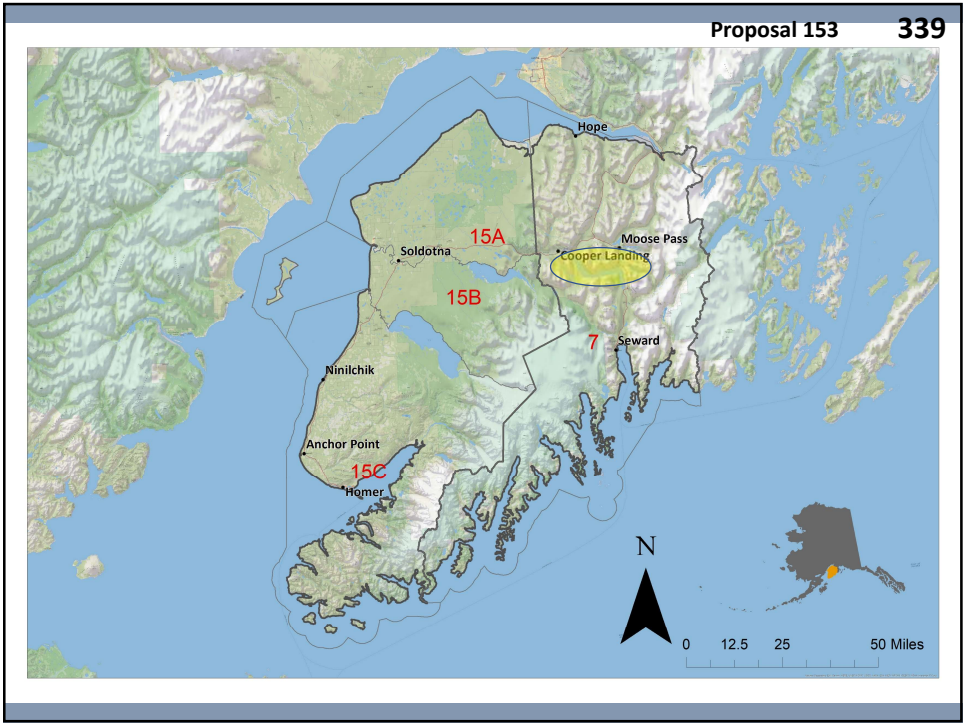 Proposal 153 339
Hope
15A
Moose Pass
Soldotna
Cooper Landing
15B
7
Seward
Ninilchik
Anchor Point
15C
Homer
N
0 12.5 25 50 Miles